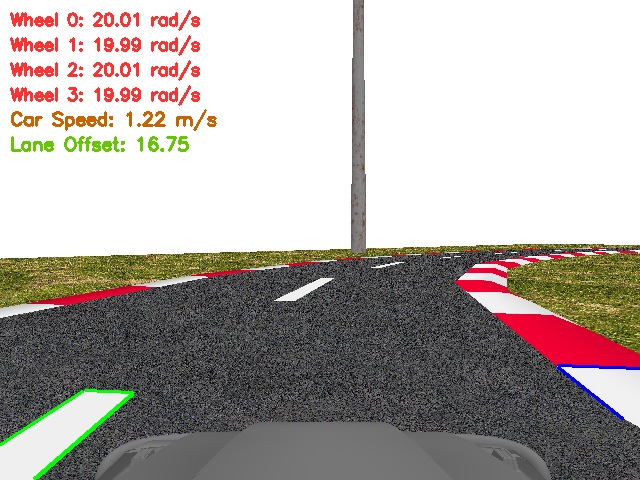 Wheel 0: 20.01 rad/s
Wheel 1: 19.99 rad/s
Wheel 2: 20.01 rad/s
Wheel 3: 19.99 rad/s
Car Speed: 1.22 m/s
Lane Offset: 16.75